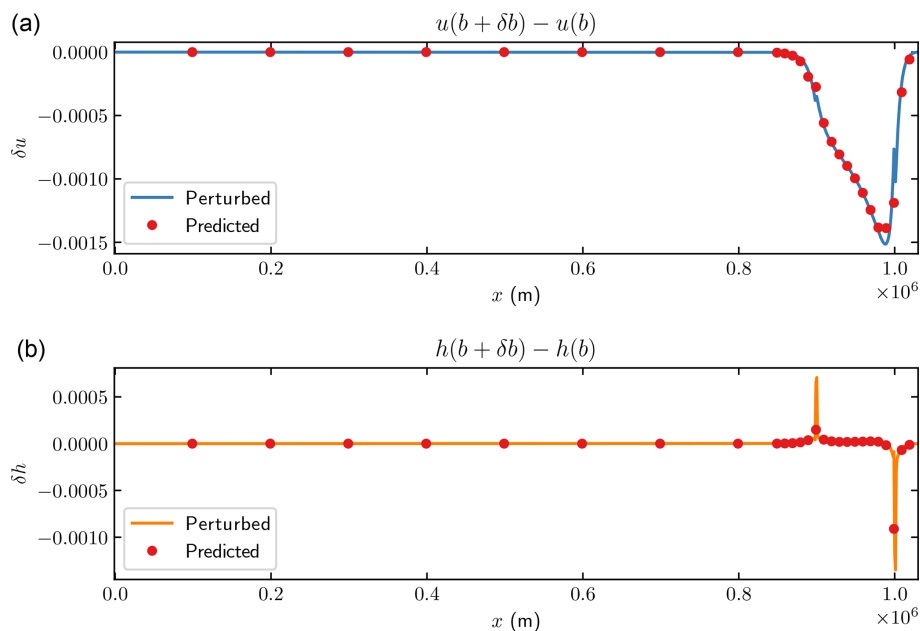 (a)
u(b + δb) − u(b)
0.0000
−0.0005
−0.0010
−0.0015
δu
Perturbed
Predicted
0.0 0.2 0.4 0.6 0.8 1.0
x (m)
×10⁶
(b)
h(b + δb) − h(b)
0.0005
0.0000
−0.0005
−0.0010
δh
Perturbed
Predicted
0.0 0.2 0.4 0.6 0.8 1.0
x (m)
×10⁶